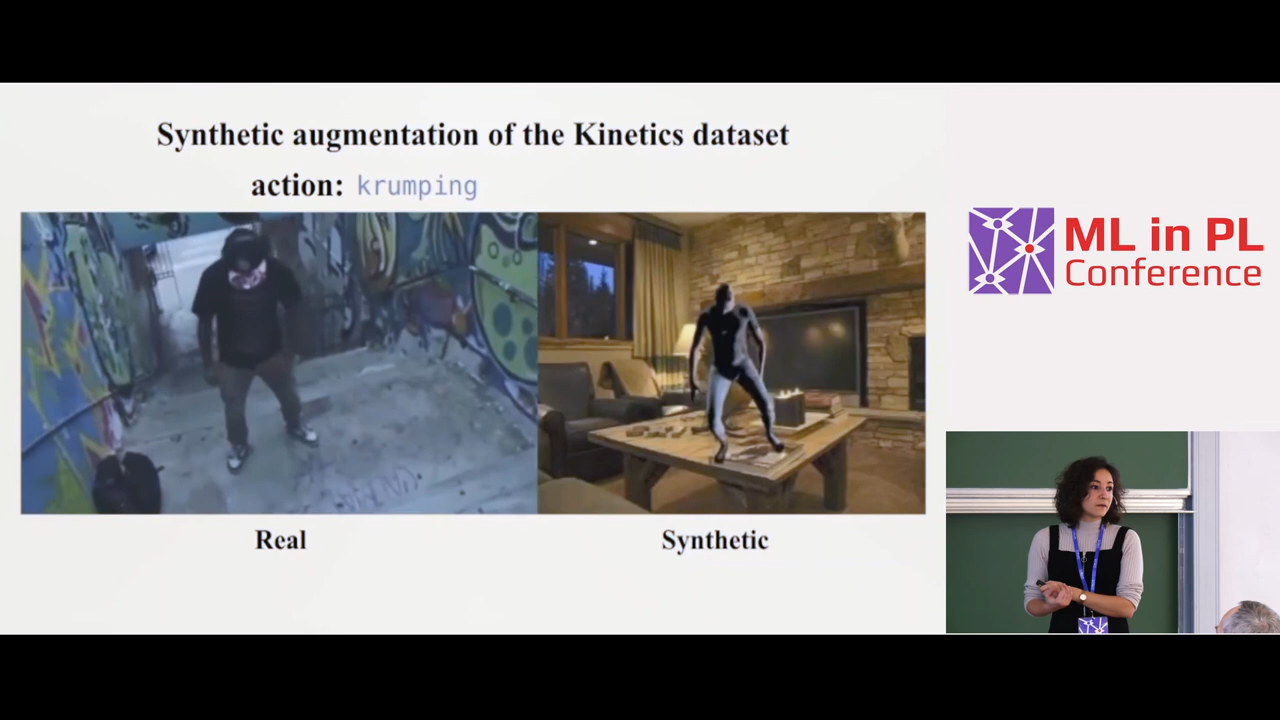 Synthetic augmentation of the Kinetics dataset
action: krumping
Real
Synthetic
ML in PL
Conference